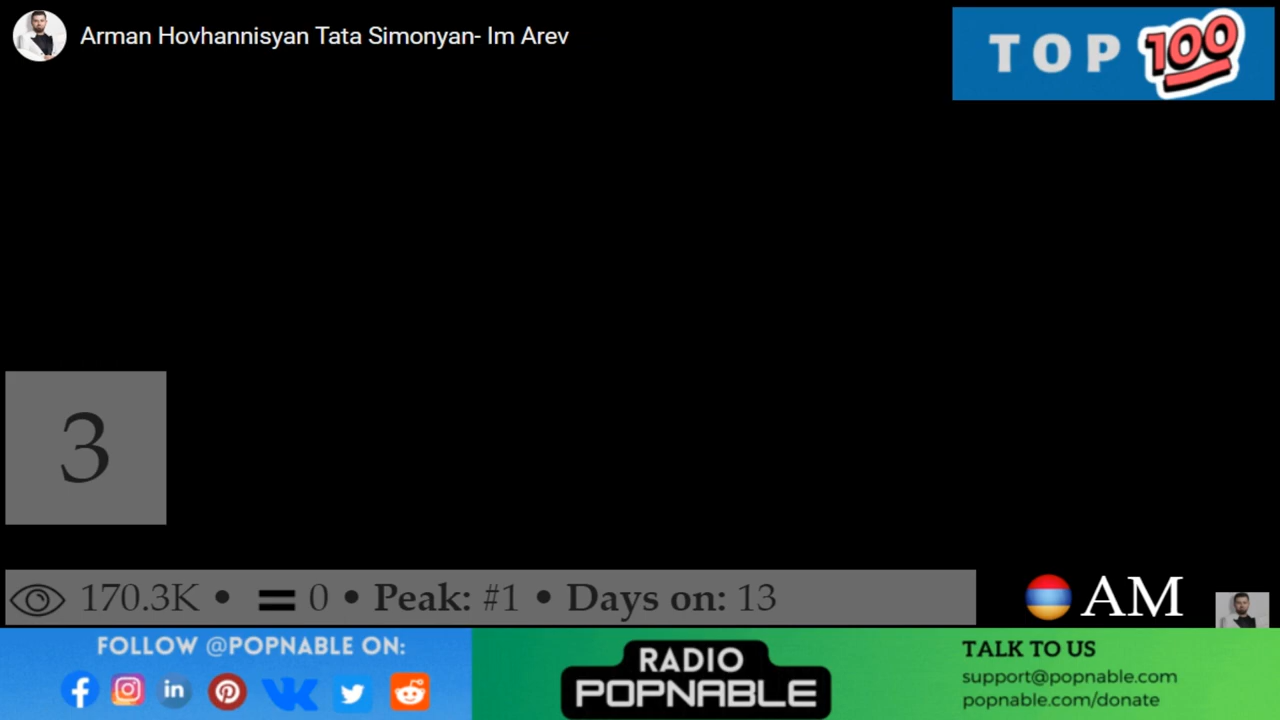 Arman Hovhannisyan Tata Simonyan- Im Arev
TOP 100
3
170.3K • = 0 • Peak: #1 • Days on: 13
AM
FOLLOW @POPNABLE ON:
in
RADIO
POPNABLE
TALK TO US
support@popnable.com
popnable.com/donate